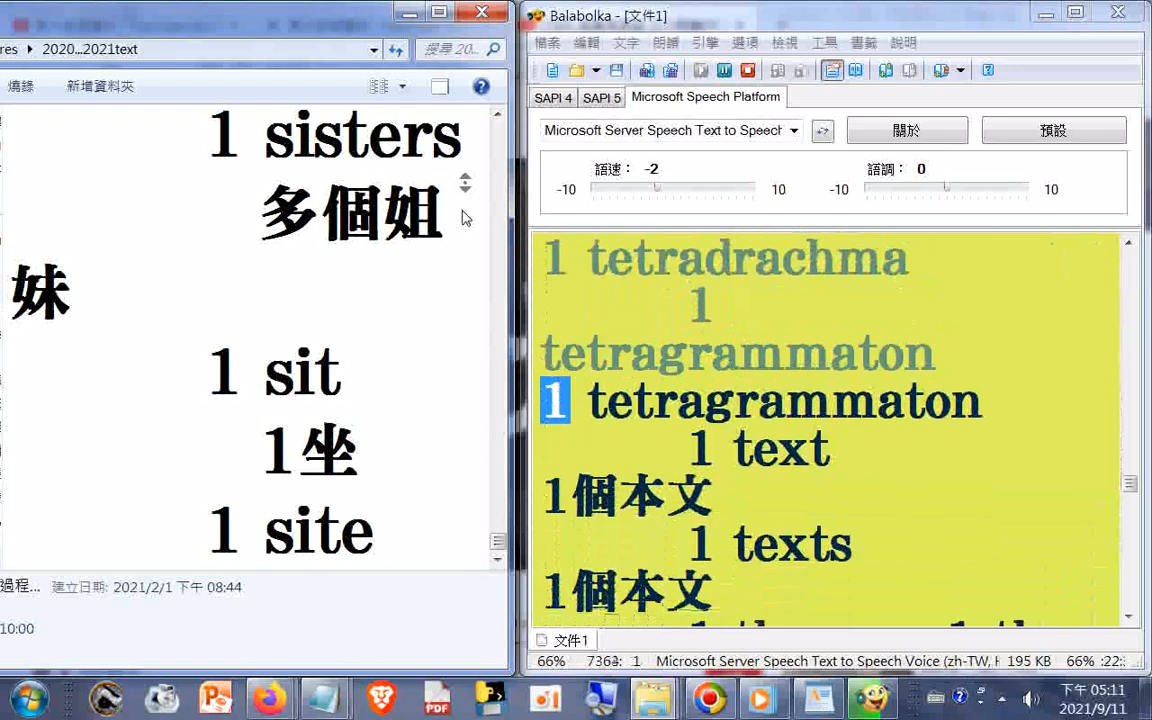 res ▸ 2020...2021text
搜尋 20...
燒錄 新增資料夾
1 sisters
多個姐
妹
1 sit
1坐
1 site
過程... 建立日期: 2021/2/1 下午 08:44
10:00
Balabolka - [文件1]
檔案 編輯 文字 朗讀 引擎 選項 檢視 工具 書籤 說明
SAPI 4 SAPI 5 Microsoft Speech Platform
Microsoft Server Speech Text to Speech 關於 預設
語速： -2 語調： 0
-10 10 -10 10
1 tetradrachma
1
tetragrammaton
1 tetragrammaton
1 text
1個本文
1 texts
1個本文
文件1
66% 7363: 1 Microsoft Server Speech Text to Speech Voice (zh-TW, H 195 KB 66% :22:
PDF
下午 05:11
2021/9/11